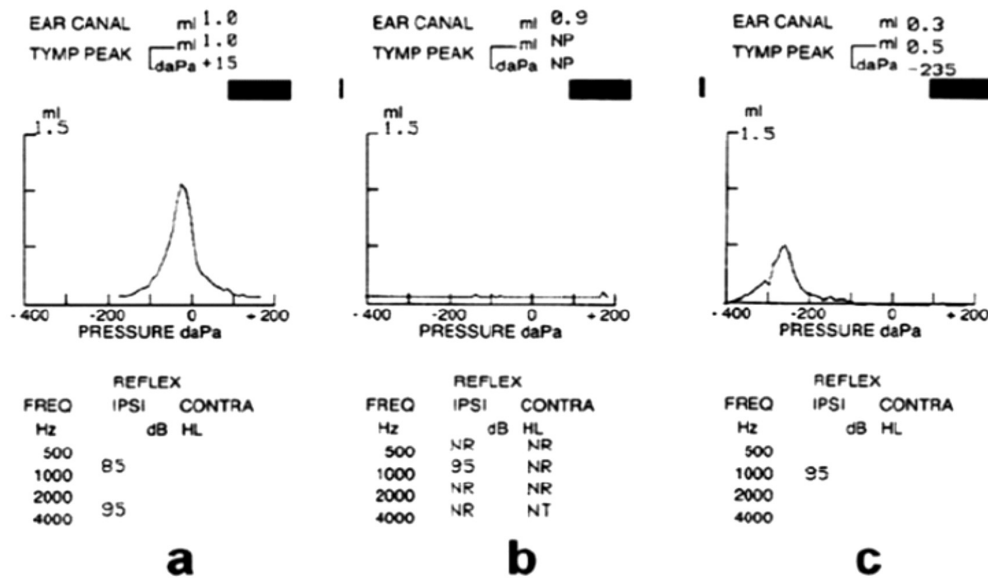 EAR CANAL ml 1.0
TYMP PEAK ml 1.0
daPa +15
ml
1.5
-400 -200 0 +200
PRESSURE daPa
REFLEX
FREQ IPSI CONTRA
Hz dB HL
500
1000 85
2000
4000 95
a
EAR CANAL ml 0.9
TYMP PEAK ml NP
daPa NP
ml
1.5
-400 -200 0 +200
PRESSURE daPa
REFLEX
FREQ IPSI CONTRA
Hz dB HL
500 NR NR
1000 95 NR
2000 NR NR
4000 NR NT
b
EAR CANAL ml 0.3
TYMP PEAK ml 0.5
daPa -235
ml
1.5
-400 -200 0 +200
PRESSURE daPa
REFLEX
FREQ IPSI CONTRA
Hz dB HL
500
1000 95
2000
4000
c